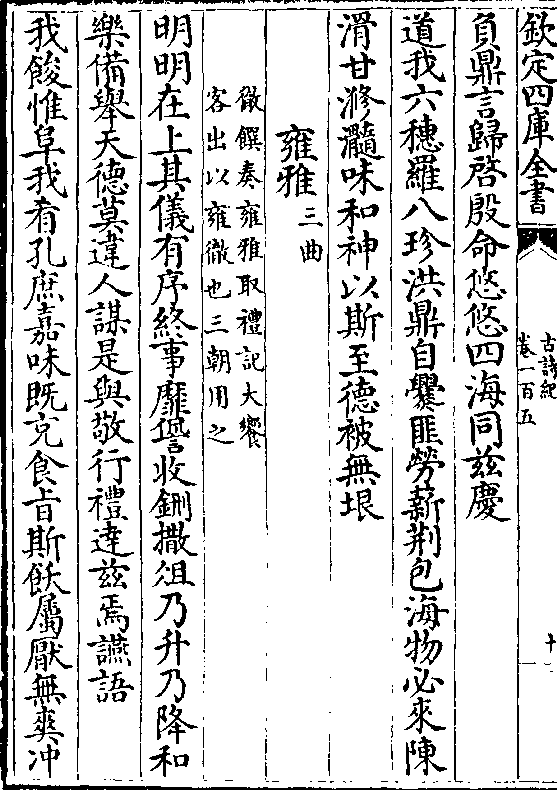 欽定四庫全書
古詩紀
卷一百五
十
負鼎言歸啓殷命悠悠四海同兹慶
道我六穗羅八珍洪鼎自爨匪勞薪荆包海物必來陳
滑甘滫瀡味和神以斯至德被無垠
雍雅三曲
徹饌奏雍雅取禮記大饗
客出以雍徹也三朝用之
明明在上其儀有序終事靡諐收鉶撒俎乃升乃降和
樂備舉天德莫違人謀是與敬行禮達兹焉讌語
我餕惟阜我肴孔庶嘉味既充食㫖斯飫屬厭無爽冲